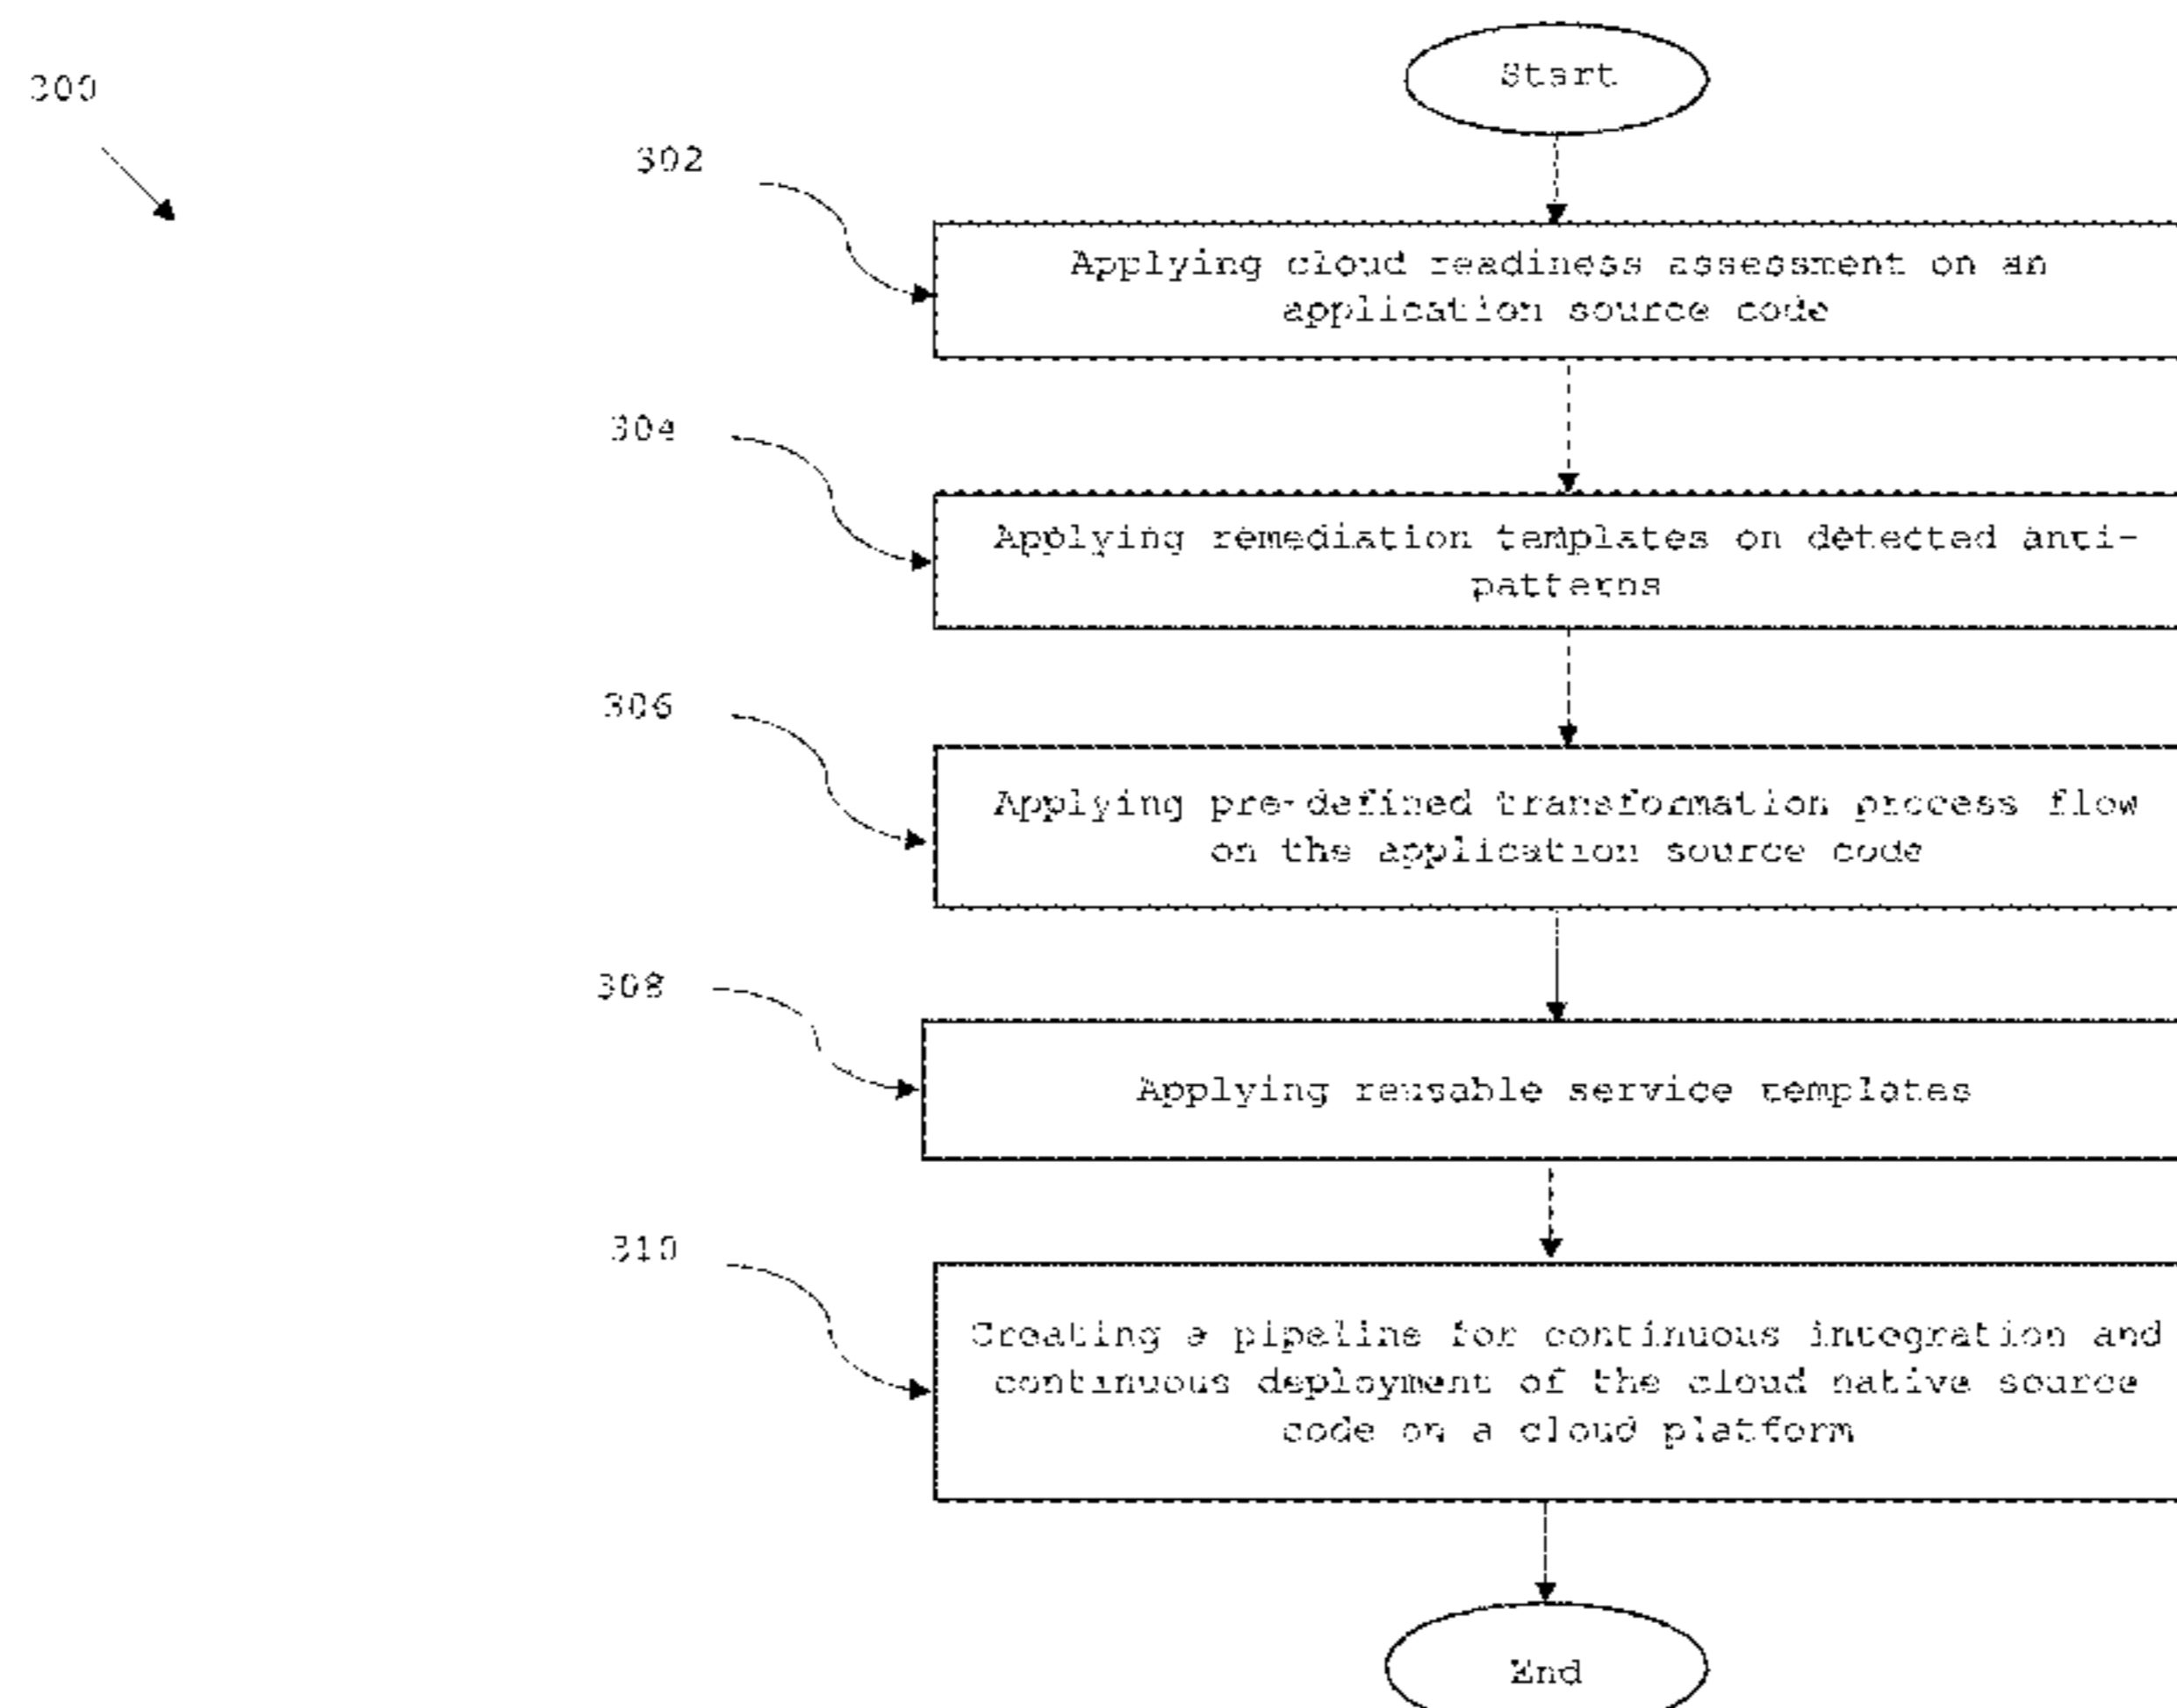 Start
300
302
Applying cloud readiness assessment on an
application source code
304
Applying remediation templates on detected anti-
patterns
306
Applying pre-defined transformation process flow
on the application source code
308
Applying reusable service templates
310
Creating a pipeline for continuous integration and
continuous deployment of the cloud native source
code on a cloud platform
End